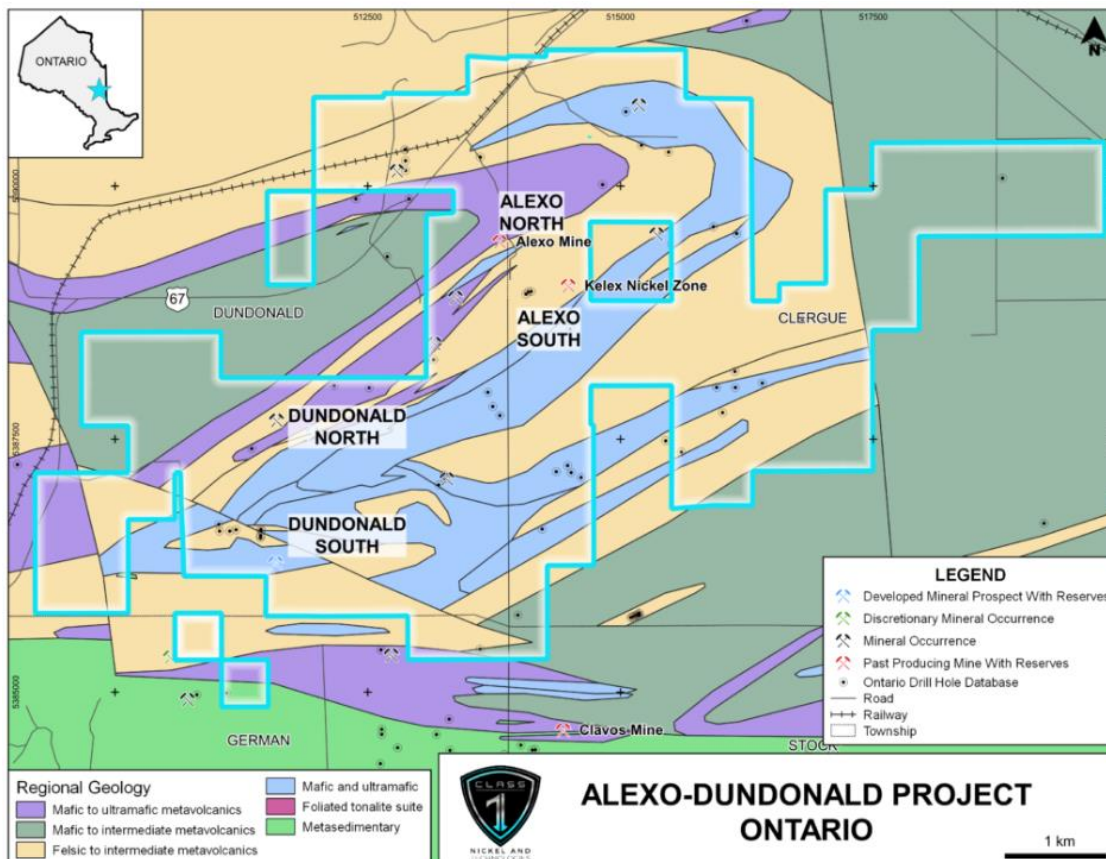 512500
515000
517500
ONTARIO
N
5390000
ALEXO
NORTH
Alexo Mine
67
DUNDONALD
Kelex Nickel Zone
ALEXO
SOUTH
CLERGUE
DUNDONALD
NORTH
5387500
DUNDONALD
SOUTH
5385000
GERMAN
Clavos Mine
STOCK
LEGEND
Developed Mineral Prospect With Reserves
Discretionary Mineral Occurrence
Mineral Occurrence
Past Producing Mine With Reserves
Ontario Drill Hole Database
Road
Railway
Township
Regional Geology
Mafic to ultramafic metavolcanics
Mafic to intermediate metavolcanics
Felsic to intermediate metavolcanics
Mafic and ultramafic
Foliated tonalite suite
Metasedimentary
CLASS
1
NICKEL AND
TECHNOLOGIES
ALEXO-DUNDONALD PROJECT
ONTARIO
1 km